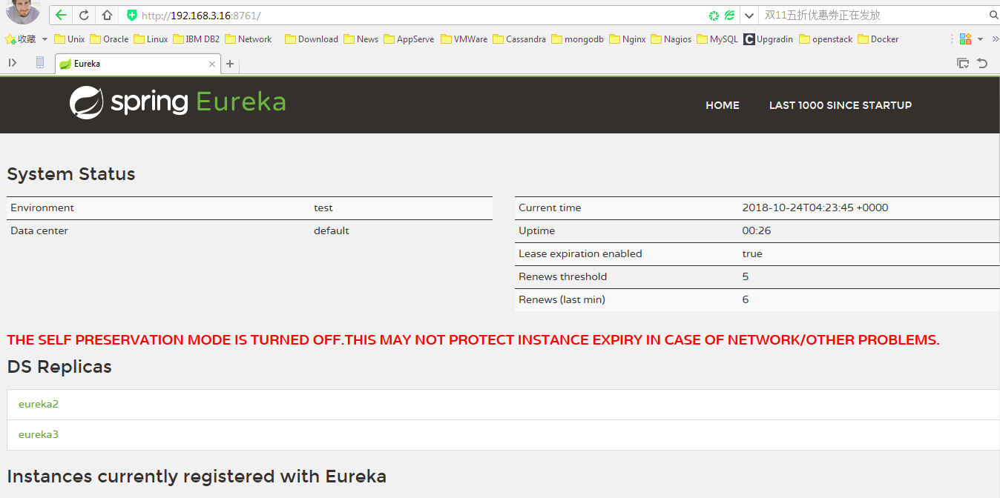 http://192.168.3.16:8761/
双11五折优惠券正在发放
收藏 Unix Oracle Linux IBM DB2 Network Download News AppServe VMWare Cassandra mongodb Nginx Nagios MySQL Upgradin openstack Docker
Eureka
spring Eureka HOME LAST 1000 SINCE STARTUP
System Status
Environment test
Data center default
Current time 2018-10-24T04:23:45 +0000
Uptime 00:26
Lease expiration enabled true
Renews threshold 5
Renews (last min) 6
THE SELF PRESERVATION MODE IS TURNED OFF.THIS MAY NOT PROTECT INSTANCE EXPIRY IN CASE OF NETWORK/OTHER PROBLEMS.
DS Replicas
eureka2
eureka3
Instances currently registered with Eureka